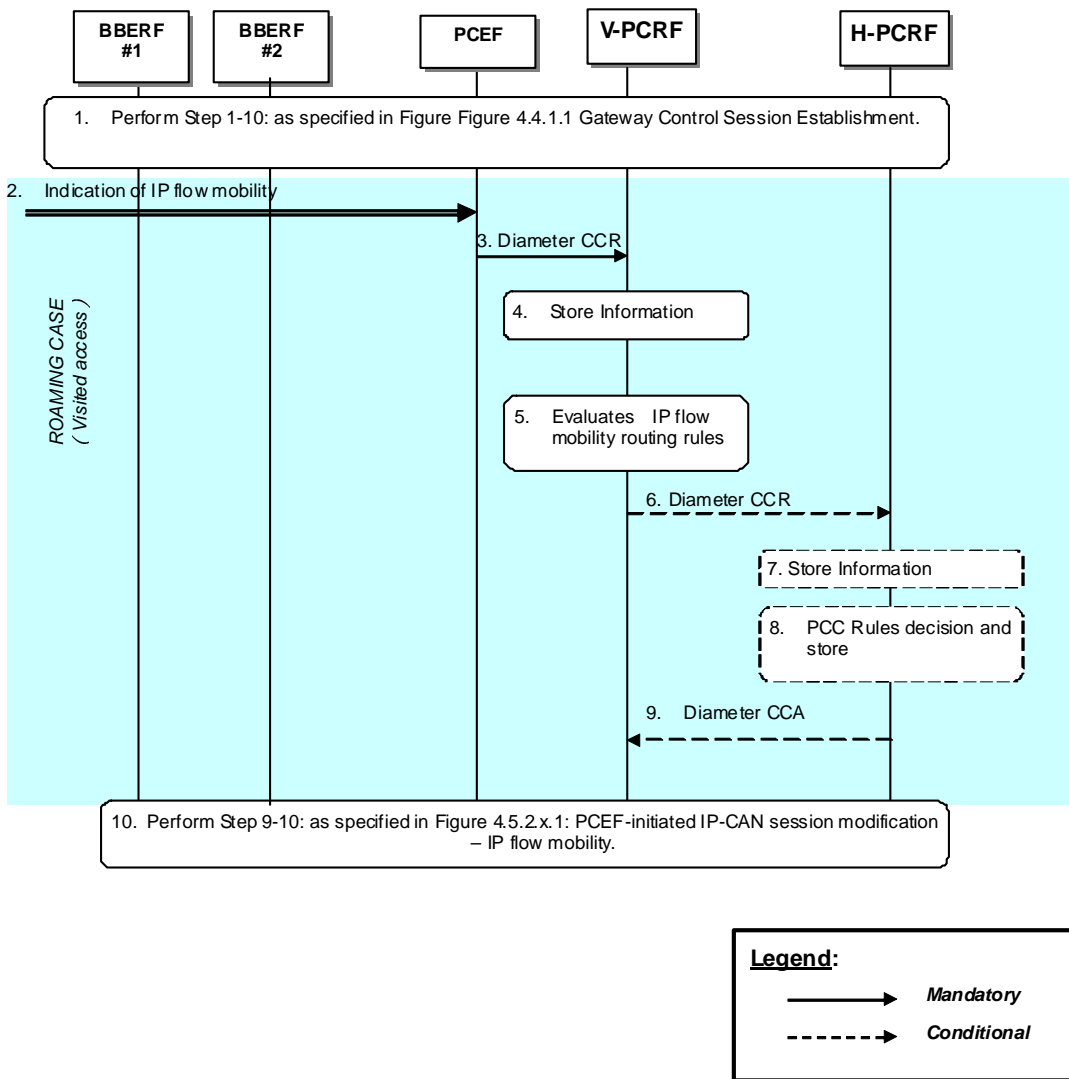 BBERF
#1
BBERF
#2
PCEF
V-PCRF
H-PCRF
1. Perform Step 1-10: as specified in Figure Figure 4.4.1.1 Gateway Control Session Establishment.
2. Indication of IP flow mobility
3. Diameter CCR
ROAMING CASE
( Visited access )
4. Store Information
5. Evaluates IP flow
mobility routing rules
6. Diameter CCR
7. Store Information
8. PCC Rules decision and
store
9. Diameter CCA
10. Perform Step 9-10: as specified in Figure 4.5.2.x.1: PCEF-initiated IP-CAN session modification
– IP flow mobility.
Legend:
Mandatory
Conditional